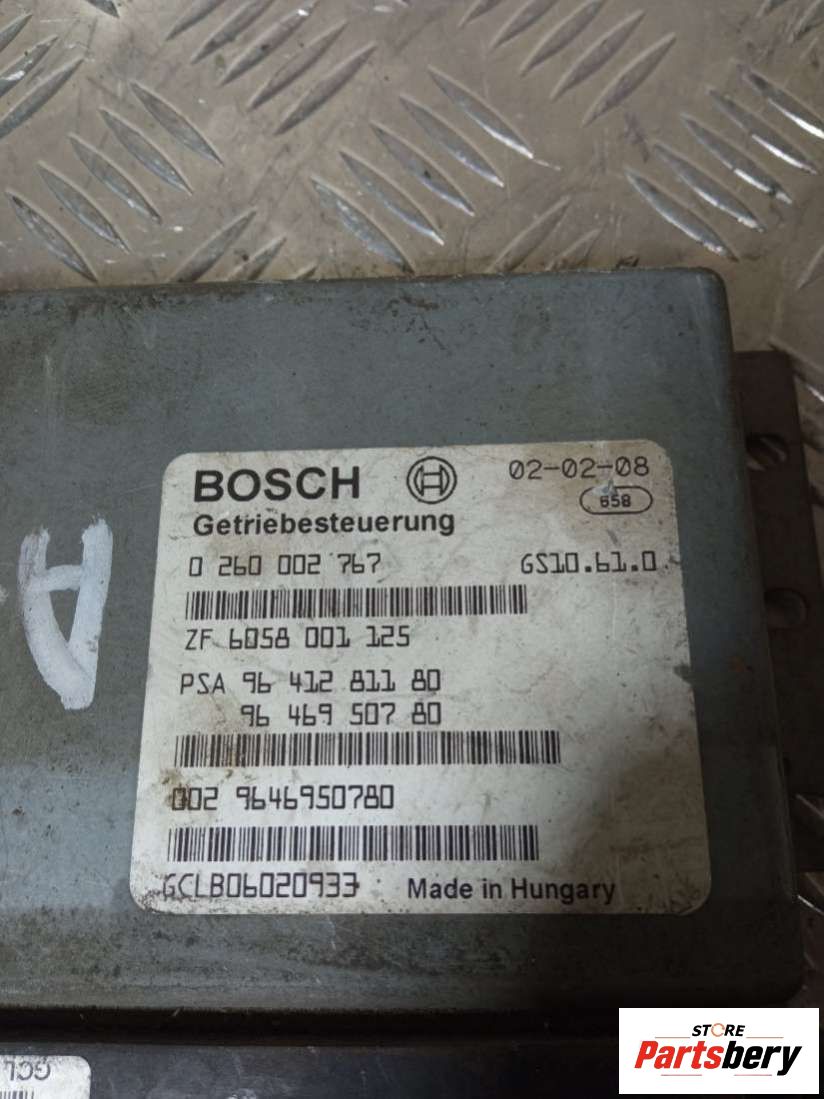 BOSCH 02-02-08
658
Getriebesteuerung
0 260 002 767 GS10.61.0
ZF 6058 001 125
PSA 96 412 811 80
96 469 507 80
002 9646950780
GCLB06020933 Made in Hungary
A
GCL
STORE
Partsbery